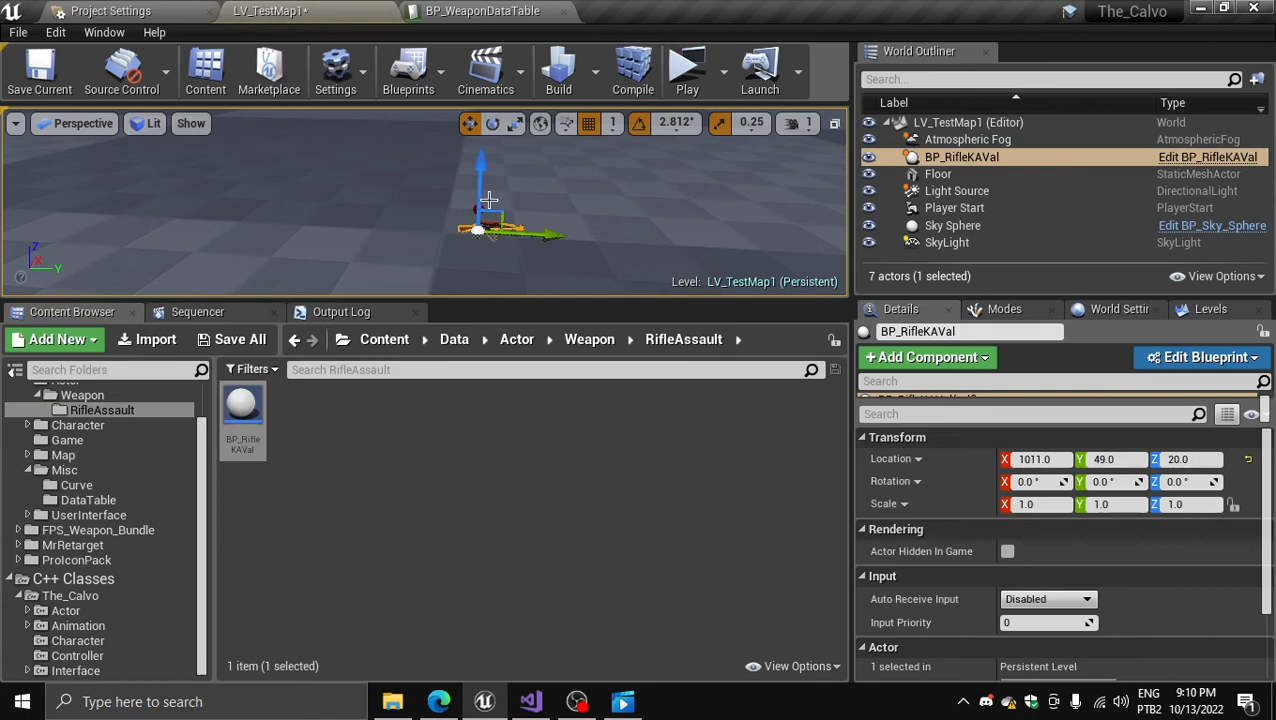 Project Settings
LV_TestMap1*
BP_WeaponDataTable
The_Calvo
File Edit Window Help
Save Current
Source Control
Content
Marketplace
Settings
Blueprints
Cinematics
Build
Compile
Play
Launch
Perspective
Lit
Show
1
2.812°
0.25
1
Z
X
Y
Level: LV_TestMap1 (Persistent)
World Outliner
Search...
Label Type
LV_TestMap1 (Editor) World
Atmospheric Fog AtmosphericFog
BP_RifleKAVal Edit BP_RifleKAVal
Floor StaticMeshActor
Light Source DirectionalLight
Player Start PlayerStart
Sky Sphere Edit BP_Sky_Sphere
SkyLight SkyLight
7 actors (1 selected)
View Options
Content Browser
Sequencer
Output Log
Add New
Import
Save All
Content
Data
Actor
Weapon
RifleAssault
Search Folders
Filters
Search RifleAssault
Weapon
RifleAssault
Character
Game
Map
Misc
Curve
DataTable
UserInterface
FPS_Weapon_Bundle
MrRetarget
ProIconPack
C++ Classes
The_Calvo
Actor
Animation
Character
Controller
Interface
BP_Rifle
KAVal
1 item (1 selected)
View Options
Details
Modes
World Settin
Levels
BP_RifleKAVal
+Add Component
Edit Blueprint
Search
Search
Transform
Location X 1011.0 Y 49.0 Z 20.0
Rotation X 0.0 ° Y 0.0 ° Z 0.0 °
Scale X 1.0 Y 1.0 Z 1.0
Rendering
Actor Hidden In Game
Input
Auto Receive Input Disabled
Input Priority 0
Actor
1 selected in Persistent Level
Type here to search
ENG
PTB2
9:10 PM
10/13/2022
1